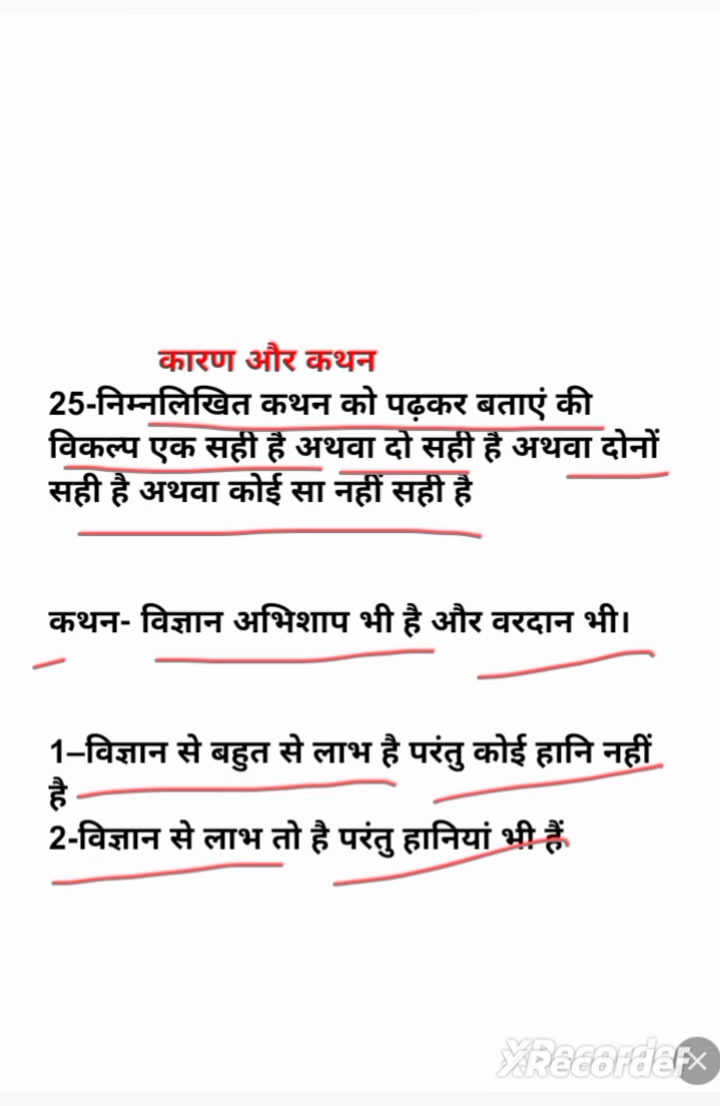 कारण और कथन
25-निम्नलिखित कथन को पढ़कर बताएं की
विकल्प एक सही है अथवा दो सही है अथवा दोनों
सही है अथवा कोई सा नहीं सही है
कथन- विज्ञान अभिशाप भी है और वरदान भी।
1–विज्ञान से बहुत से लाभ है परंतु कोई हानि नहीं
है
2-विज्ञान से लाभ तो है परंतु हानियां भी हैं
XRecorder